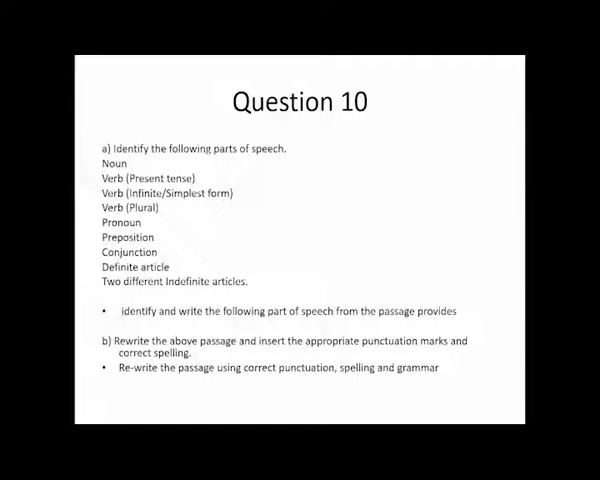 Question 10
a) Identify the following parts of speech.
Noun
Verb (Present tense)
Verb (Infinite/Simplest form)
Verb (Plural)
Pronoun
Preposition
Conjunction
Definite article
Two different Indefinite articles.
• identify and write the following part of speech from the passage provides
b) Rewrite the above passage and insert the appropriate punctuation marks and
correct spelling.
• Re-write the passage using correct punctuation, spelling and grammar